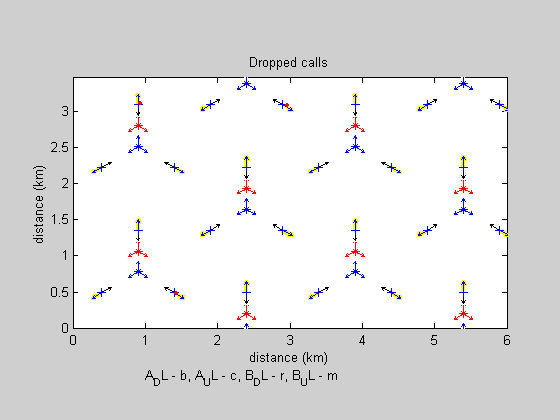 Dropped calls
3
2.5
2
1.5
1
0.5
0
distance (km)
0 1 2 3 4 5 6
distance (km)
A_DL - b, A_UL - c, B_DL - r, B_UL - m